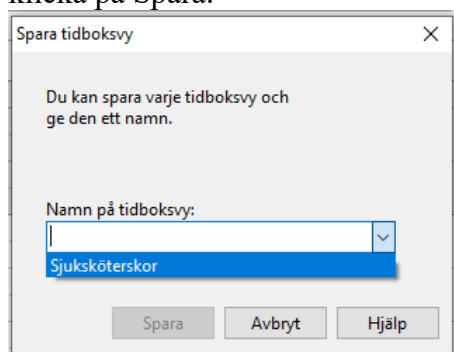 klicka på Spara.
Spara tidboksvy
Du kan spara varje tidboksvy och
ge den ett namn.
Namn på tidboksvy:
Sjuksköterskor
Spara Avbryt Hjälp